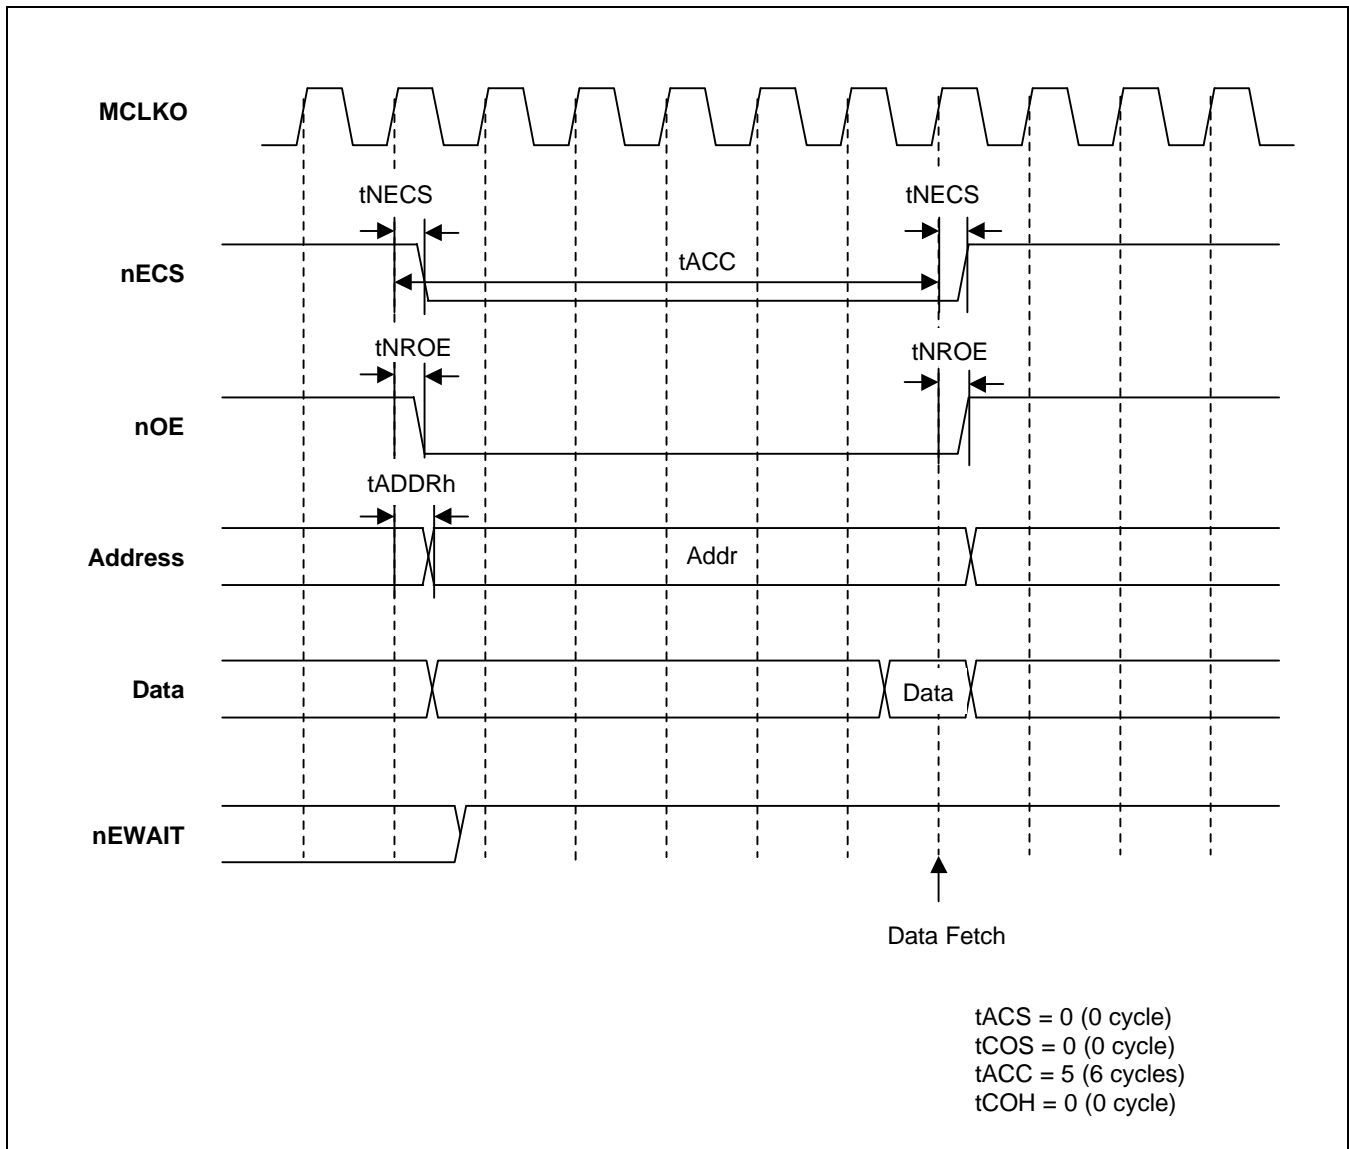 MCLKO
tNECS
tNECS
nECS
tACC
tNROE
tNROE
nOE
tADDRh
Address
Addr
Data
Data
nEWAIT
Data Fetch
tACS = 0 (0 cycle)
tCOS = 0 (0 cycle)
tACC = 5 (6 cycles)
tCOH = 0 (0 cycle)